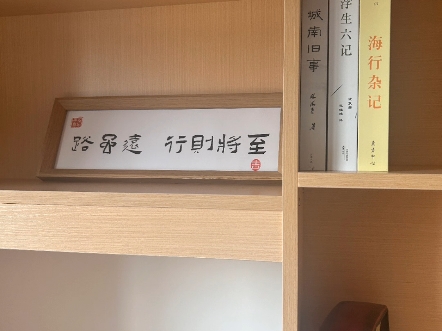 路虽遠 行則將至
城南旧事
浮生六记
海行杂记